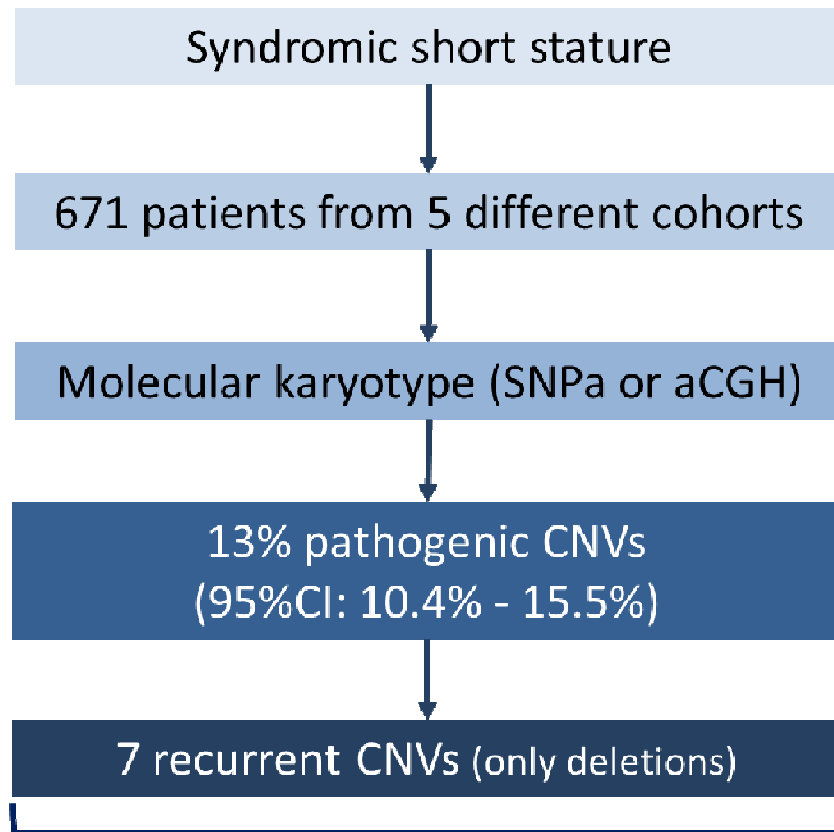 Syndromic short stature
671 patients from 5 different cohorts
Molecular karyotype (SNPa or aCGH)
13% pathogenic CNVs
(95%CI: 10.4% - 15.5%)
7 recurrent CNVs (only deletions)